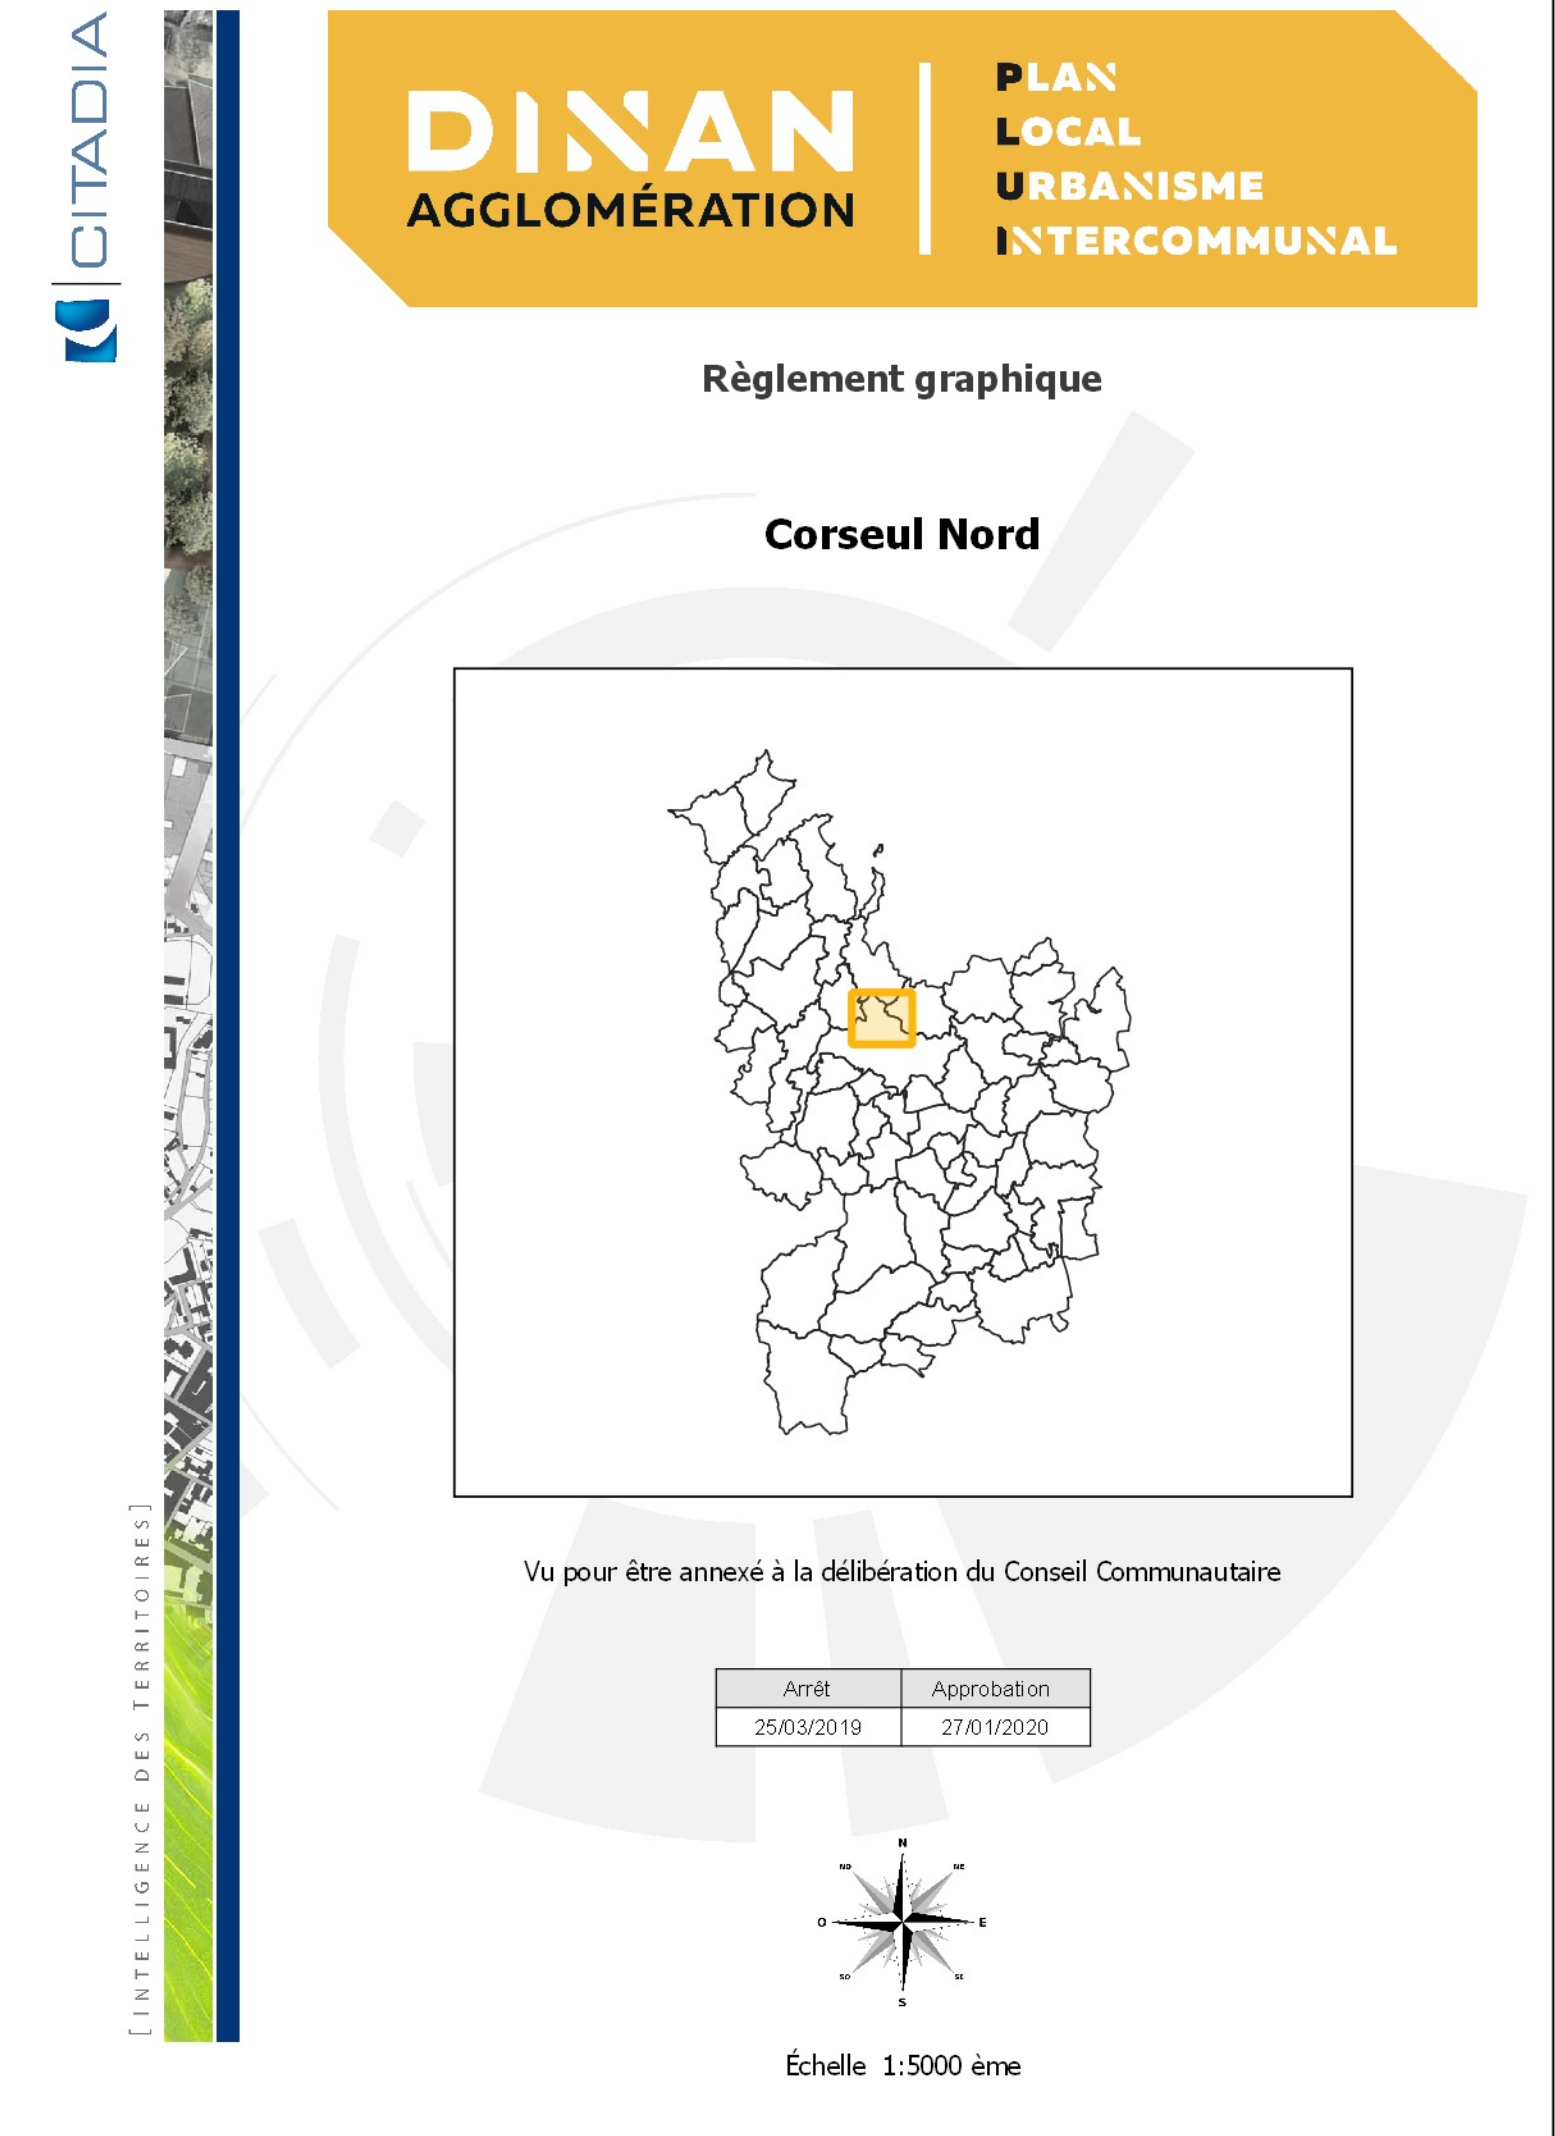 CITADIA
DINAN
AGGLOMÉRATION
PLAN
LOCAL
URBANISME
INTERCOMMUNAL
Règlement graphique
Corseul Nord
Vu pour être annexé à la délibération du Conseil Communautaire
Arrêt Approbation
25/03/2019 27/01/2020
N
NO NE
O E
SO SE
S
Échelle 1:5000 ème
[INTELLIGENCE DES TERRITOIRES]